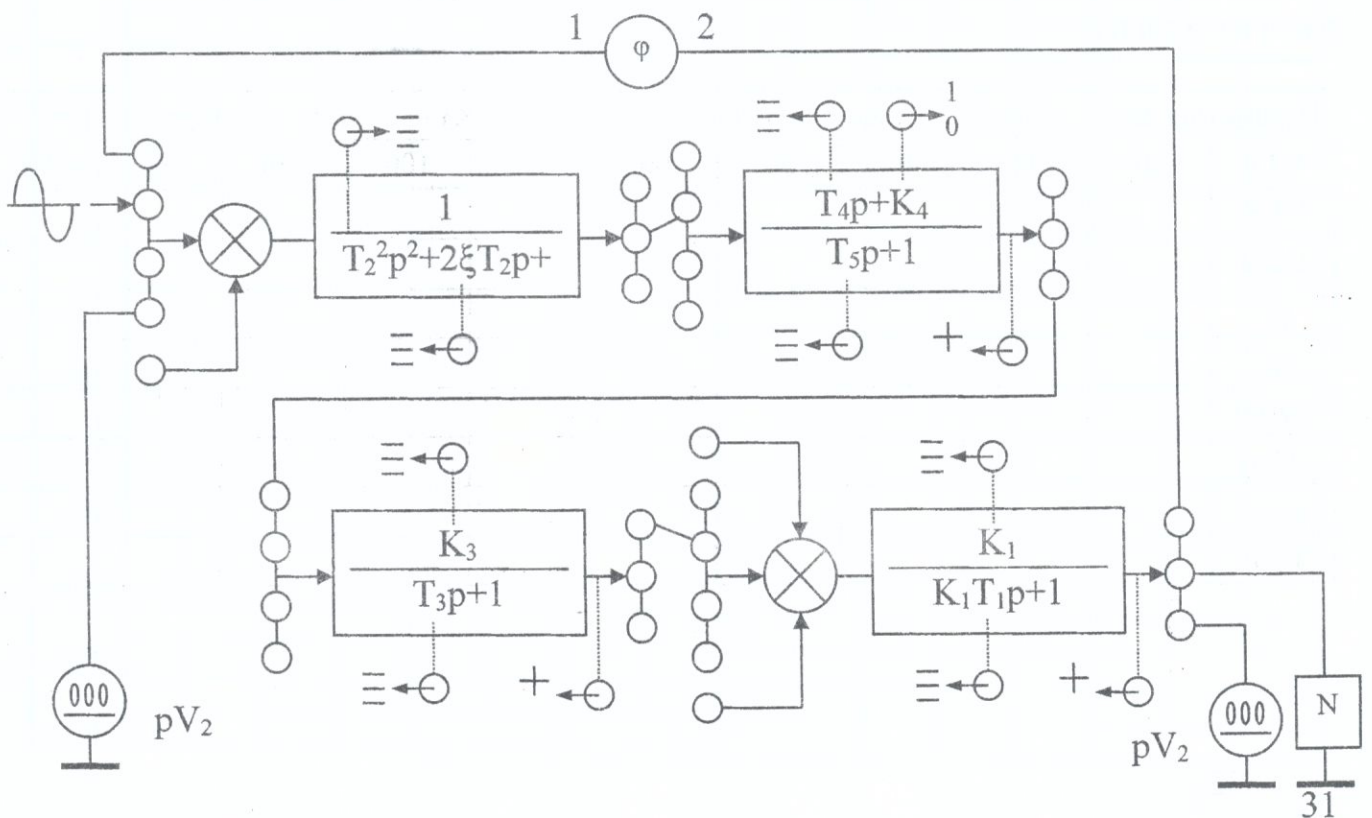 1 φ 2
1
0
1
T₂²p²+2ξT₂p+
T₄p+K₄
T₅p+1
+
K₃
T₃p+1
+
K₁
K₁T₁p+1
+
000
pV₂
000
pV₂
N
31